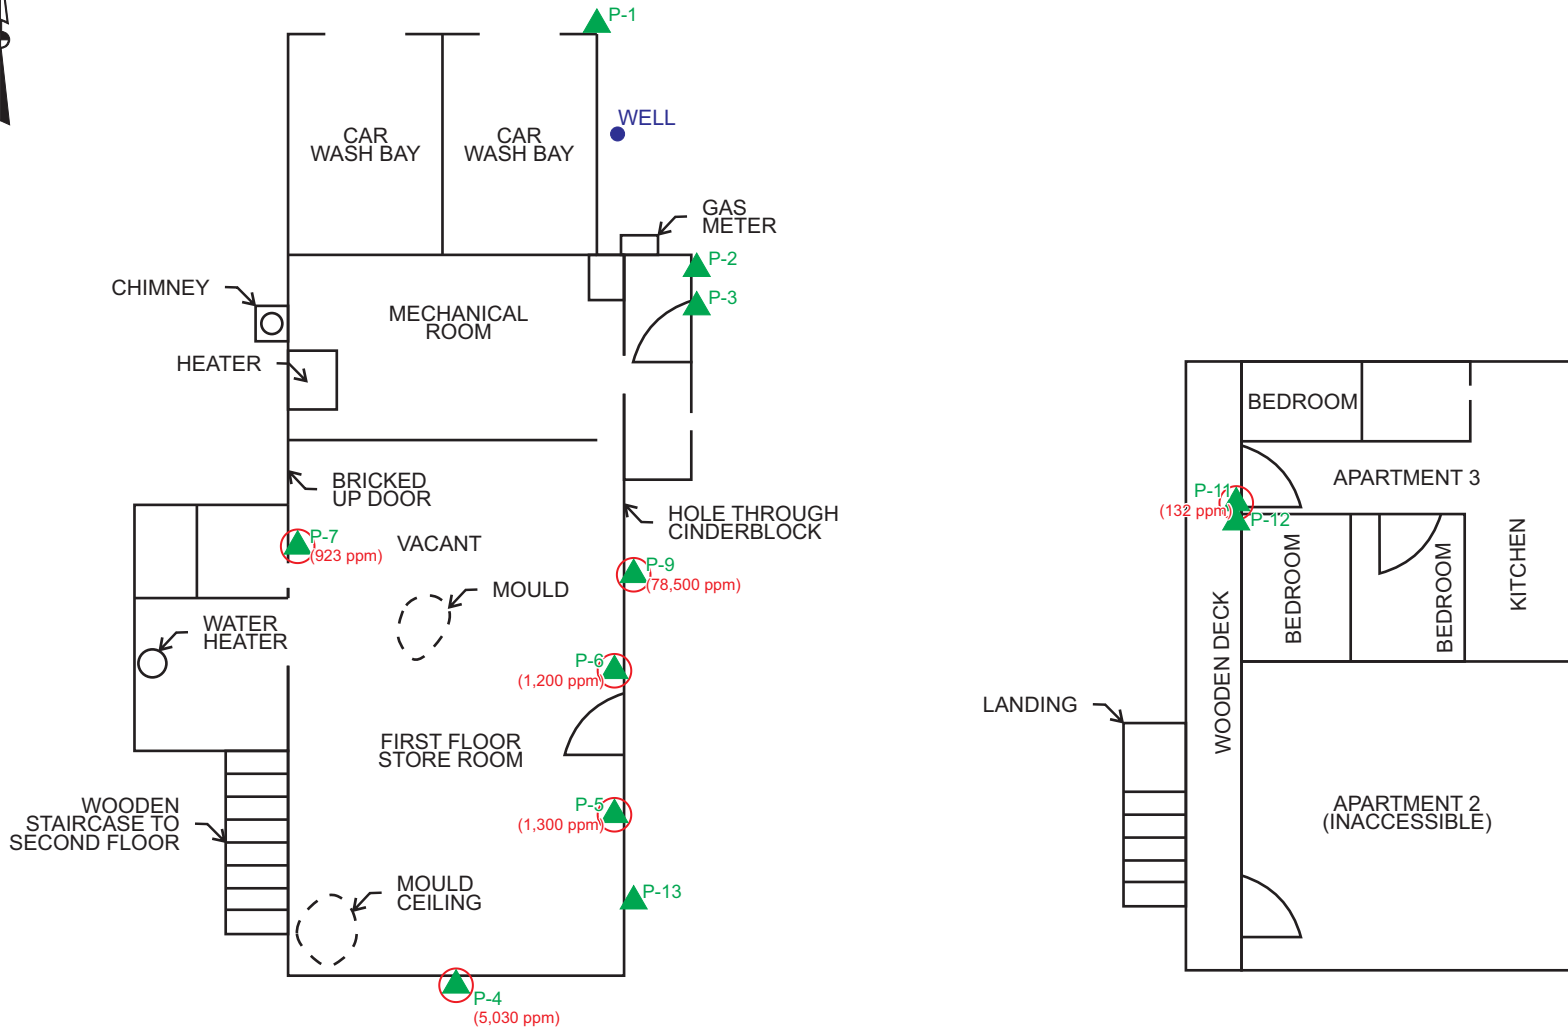 P-1
WELL
CAR
WASH BAY
CAR
WASH BAY
GAS
METER
P-2
P-3
CHIMNEY
MECHANICAL
ROOM
HEATER
BEDROOM
BRICKED
UP DOOR
APARTMENT 3
P-11
(132 ppm)
P-12
HOLE THROUGH
CINDERBLOCK
P-7
(923 ppm)
VACANT
P-9
(78,500 ppm)
MOULD
BEDROOM
BEDROOM
KITCHEN
WATER
HEATER
WOODEN DECK
P-6
(1,200 ppm)
LANDING
FIRST FLOOR
STORE ROOM
WOODEN
STAIRCASE TO
SECOND FLOOR
P-5
(1,300 ppm)
APARTMENT 2
(INACCESSIBLE)
MOULD
CEILING
P-13
P-4
(5,030 ppm)